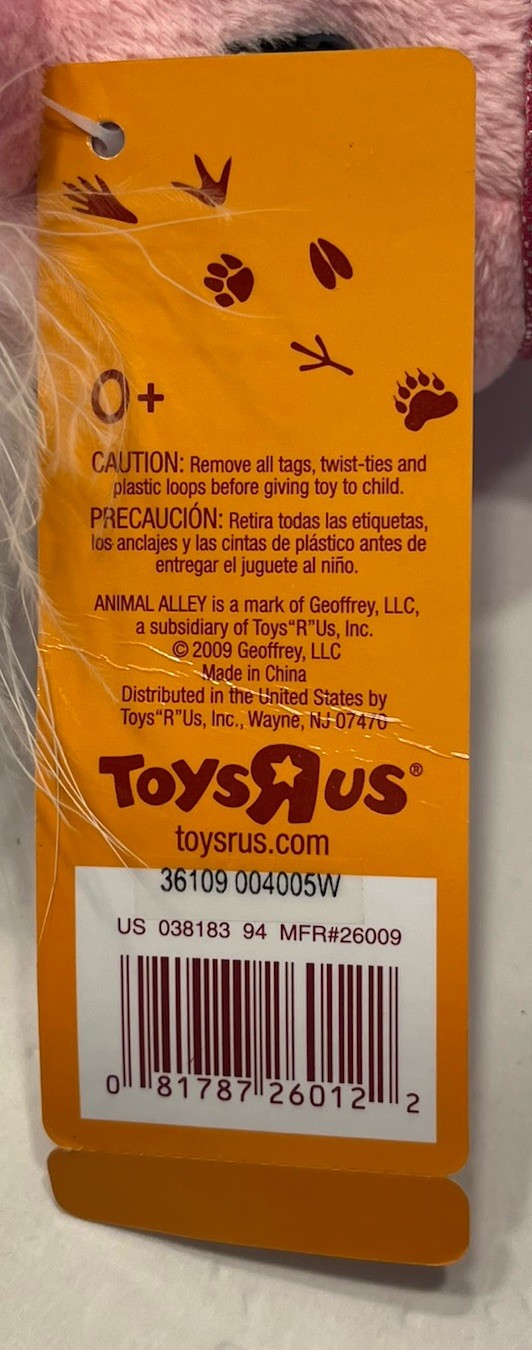 0+
CAUTION: Remove all tags, twist-ties and
plastic loops before giving toy to child.
PRECAUCIÓN: Retira todas las etiquetas,
los anclajes y las cintas de plástico antes de
entregar el juguete al niño.
ANIMAL ALLEY is a mark of Geoffrey, LLC,
a subsidiary of Toys“R”Us, Inc.
© 2009 Geoffrey, LLC
Made in China
Distributed in the United States by
Toys“R”Us, Inc., Wayne, NJ 07470
ToysRus®
toysrus.com
36109 004005W
US 038183 94 MFR#26009
0 81787 26012 2